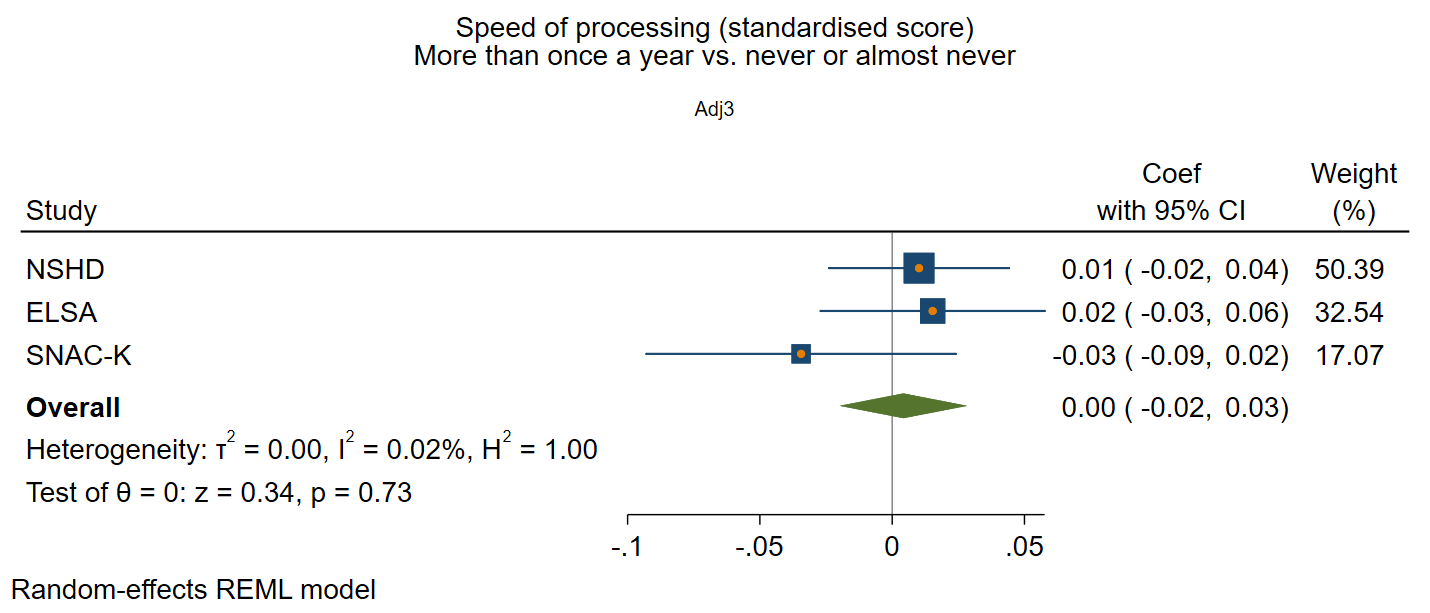 Speed of processing (standardised score)
More than once a year vs. never or almost never
Adj3
Coef Weight
Study with 95% CI (%)
NSHD 0.01 ( -0.02, 0.04) 50.39
ELSA 0.02 ( -0.03, 0.06) 32.54
SNAC-K -0.03 ( -0.09, 0.02) 17.07
Overall 0.00 ( -0.02, 0.03)
Heterogeneity: τ² = 0.00, I² = 0.02%, H² = 1.00
Test of θ = 0: z = 0.34, p = 0.73
-.1 -.05 0 .05
Random-effects REML model